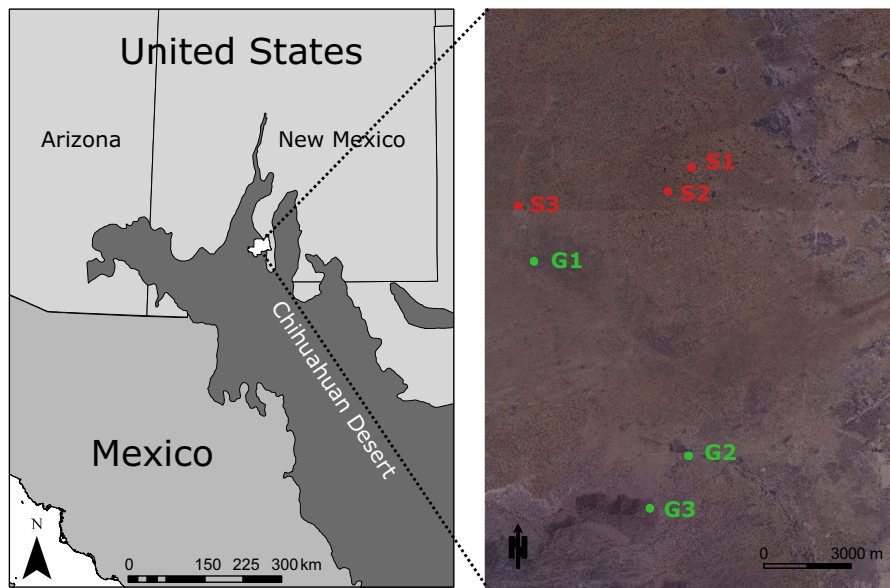 United States
Arizona
New Mexico
Chihuahuan Desert
Mexico
N
0 150 225 300 km
S1
S2
S3
G1
G2
G3
N
0 3000 m